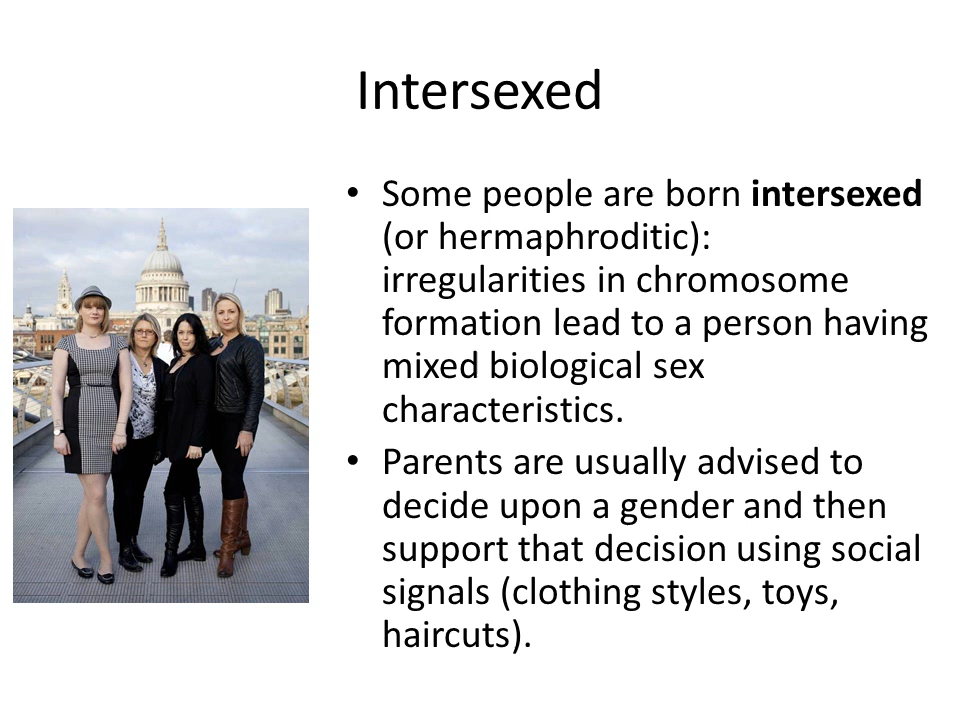 Intersexed
• Some people are born intersexed
(or hermaphroditic):
irregularities in chromosome
formation lead to a person having
mixed biological sex
characteristics.
• Parents are usually advised to
decide upon a gender and then
support that decision using social
signals (clothing styles, toys,
haircuts).